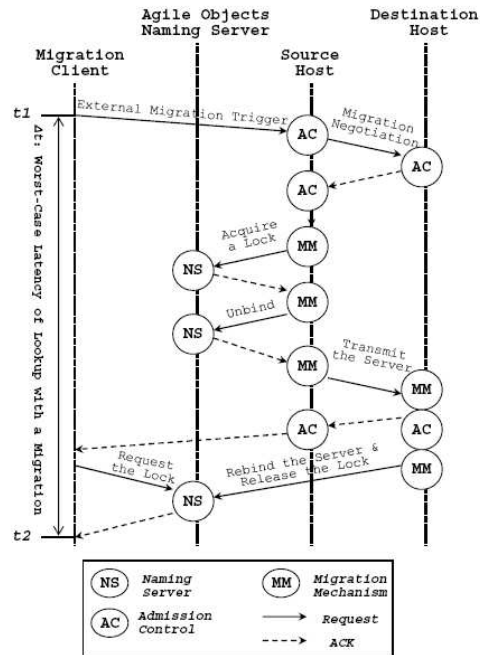 Agile Objects
Naming Server
Destination
Host
Migration
Client
Source
Host
t1
External Migration Trigger
Migration
Negotiation
AC
AC
AC
Acquire
a Lock
MM
NS
MM
Unbind
NS
MM
Transmit
the Server
MM
AC
AC
Request
the Lock
Rebind the Server &
Release the Lock
MM
NS
t2
Δt: Worst-Case Latency of Lookup with a Migration
NS
Naming
Server
MM
Migration
Mechanism
AC
Admission
Control
Request
ACK